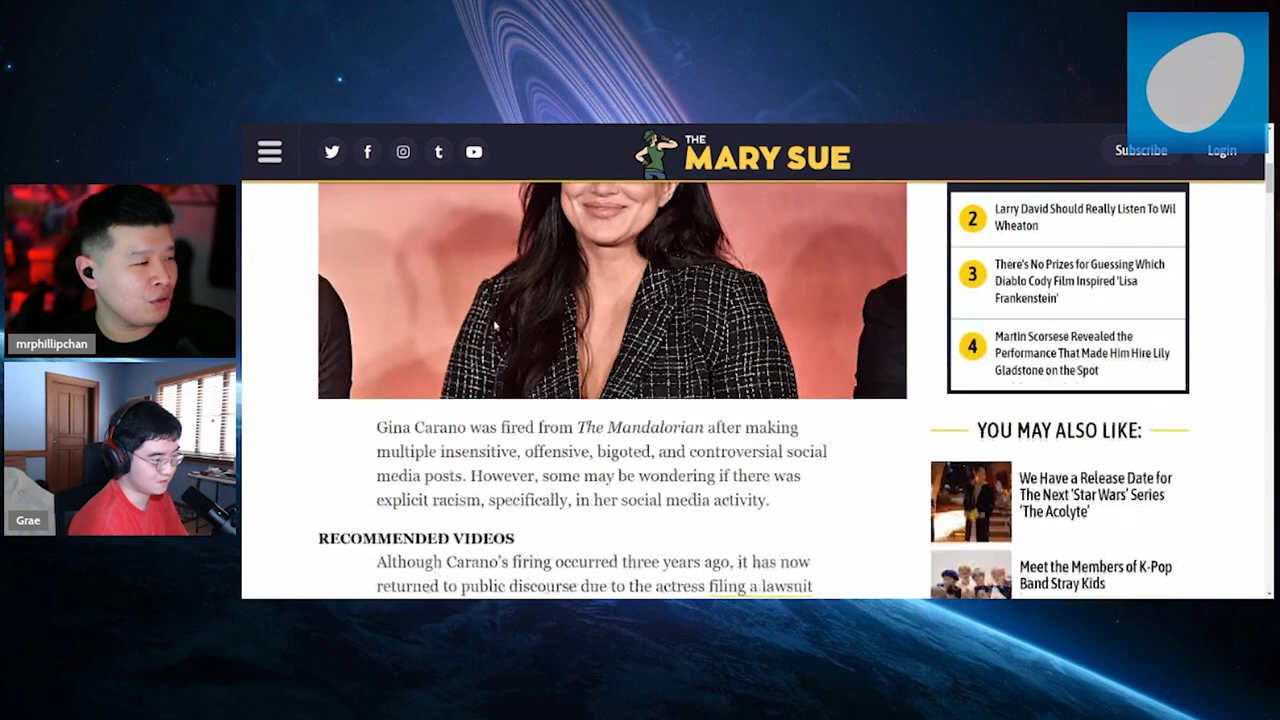 THE
MARY SUE
Subscribe
Login
mrphillipchan
Grae
2
Larry David Should Really Listen To Wil
Wheaton
3
There's No Prizes for Guessing Which
Diablo Cody Film Inspired 'Lisa
Frankenstein'
4
Martin Scorsese Revealed the
Performance That Made Him Hire Lily
Gladstone on the Spot
Gina Carano was fired from The Mandalorian after making
multiple insensitive, offensive, bigoted, and controversial social
media posts. However, some may be wondering if there was
explicit racism, specifically, in her social media activity.
RECOMMENDED VIDEOS
Although Carano's firing occurred three years ago, it has now
returned to public discourse due to the actress filing a lawsuit
YOU MAY ALSO LIKE:
We Have a Release Date for
The Next 'Star Wars' Series
'The Acolyte'
Meet the Members of K-Pop
Band Stray Kids